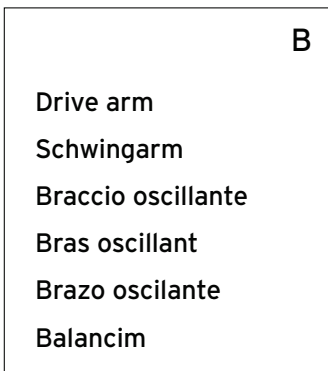 B
Drive arm
Schwingarm
Braccio oscillante
Bras oscillant
Brazo oscilante
Balancim